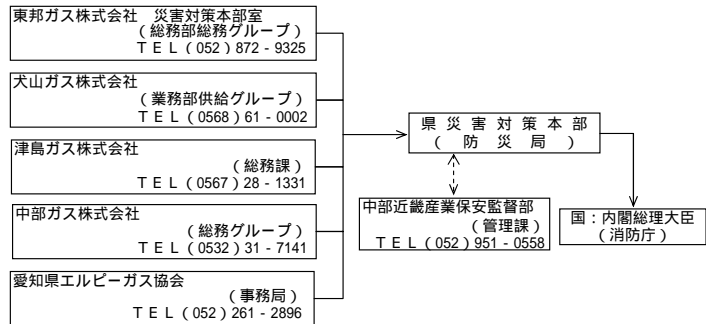 東邦ガス株式会社　災害対策本部室
（総務部総務グループ）
ＴＥＬ（052）872－9325
犬山ガス株式会社
（業務部供給グループ）
ＴＥＬ（0568）61－0002
津島ガス株式会社
（総務課）
ＴＥＬ（0567）28－1331
中部ガス株式会社
（総務グループ）
ＴＥＬ（0532）31－7141
愛知県エルピーガス協会
（事務局）
ＴＥＬ（052）261－2896
県災害対策本部
（防災局）
中部近畿産業保安監督部
（管理課）
ＴＥＬ（052）951－0558
国：内閣総理大臣
（消防庁）